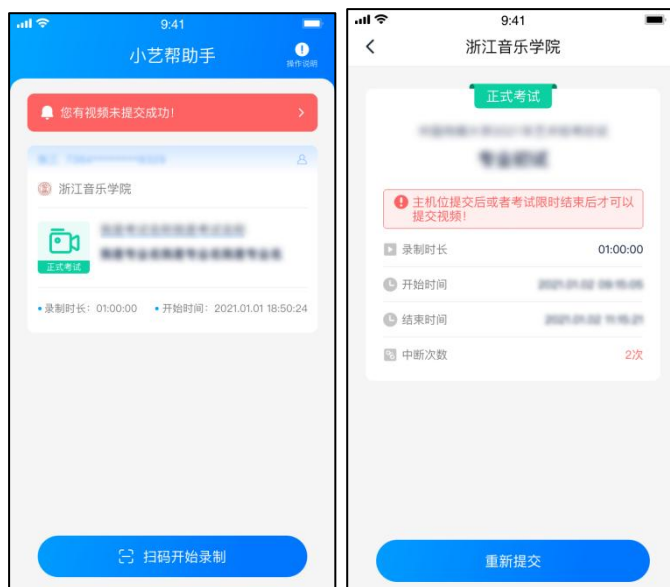 9:41
小艺帮助手
操作说明
您有视频未提交成功!
浙江音乐学院
正式考试
•录制时长：01:00:00 •开始时间：2021.01.01 18:50:24
扫码开始录制
9:41
浙江音乐学院
正式考试
主机位提交后或者考试限时结束后才可以
提交视频!
录制时长 01:00:00
开始时间
结束时间
中断次数 2次
重新提交